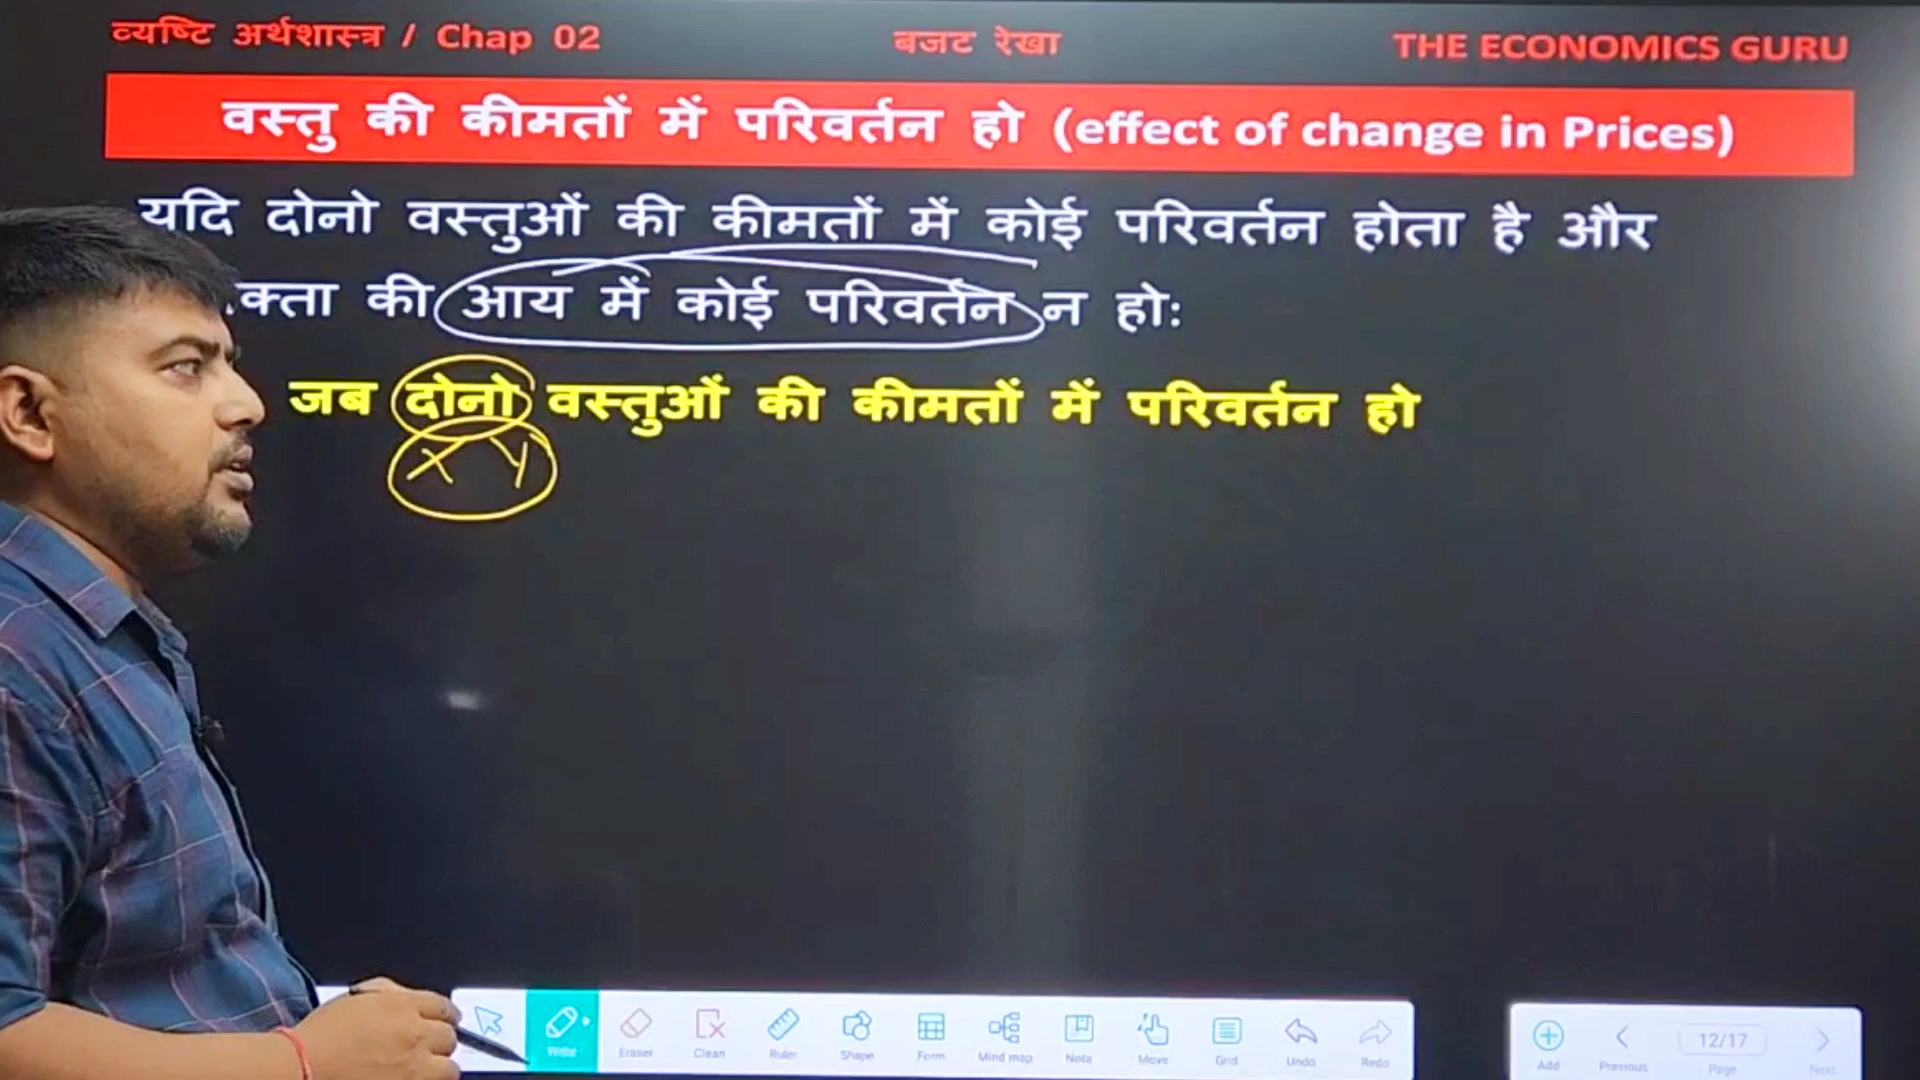 व्यष्टि अर्थशास्त्र / Chap 02 बजट रेखा THE ECONOMICS GURU
वस्तु की कीमतों में परिवर्तन हो (effect of change in Prices)
यदि दोनो वस्तुओं की कीमतों में कोई परिवर्तन होता है और
क्ता की आय में कोई परिवर्तन न हो:
जब दोनो वस्तुओं की कीमतों में परिवर्तन हो
X Y
Write Eraser Clean Ruler Shape Form Mind map Note Move Grid Undo Redo
Add Previous 12/17 Page Next